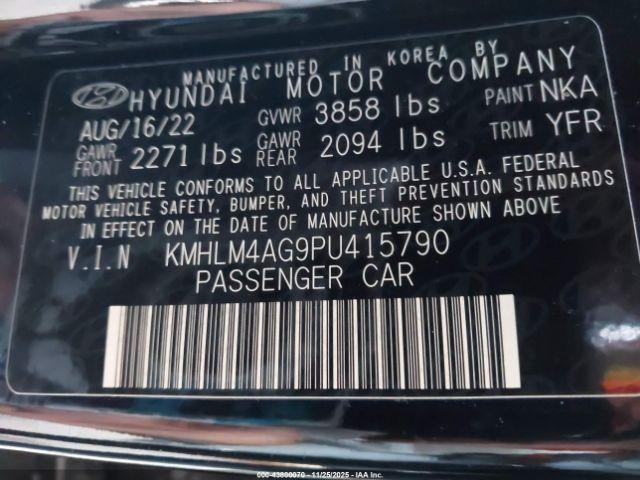 MANUFACTURED IN KOREA BY
HYUNDAI MOTOR COMPANY
AUG/16/22 GVWR 3858 lbs PAINT NKA
GAWR FRONT 2271 lbs GAWR REAR 2094 lbs TRIM YFR
THIS VEHICLE CONFORMS TO ALL APPLICABLE U.S.A. FEDERAL
MOTOR VEHICLE SAFETY, BUMPER, AND THEFT PREVENTION STANDARDS
IN EFFECT ON THE DATE OF MANUFACTURE SHOWN ABOVE
V.I.N KMHLM4AG9PU415790
PASSENGER CAR
000-43800070 - 11/25/2025 - IAA Inc.